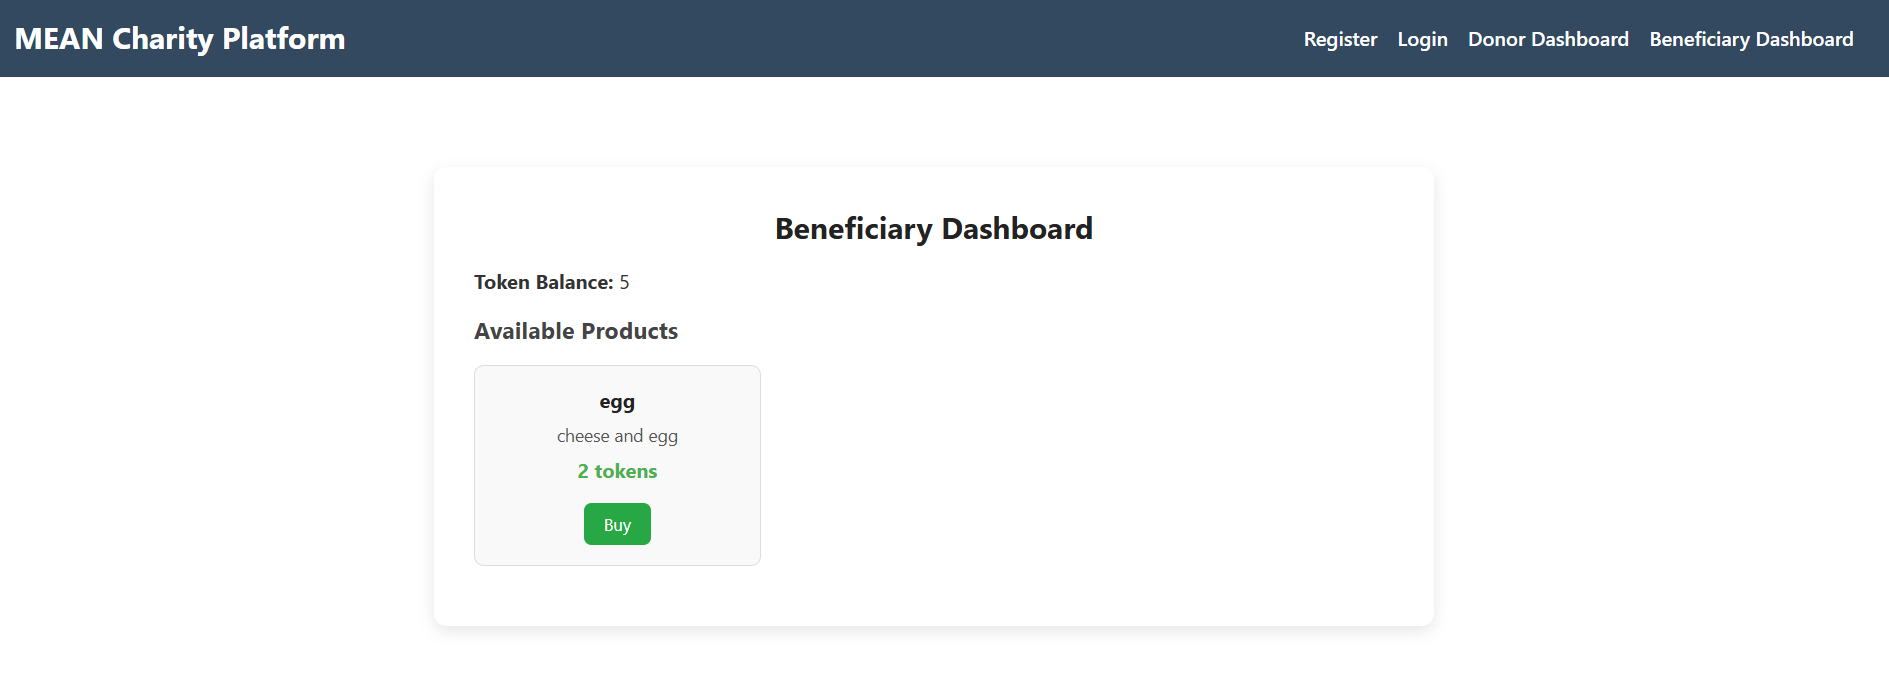 MEAN Charity Platform
Register Login Donor Dashboard Beneficiary Dashboard
Beneficiary Dashboard
Token Balance: 5
Available Products
egg
cheese and egg
2 tokens
Buy